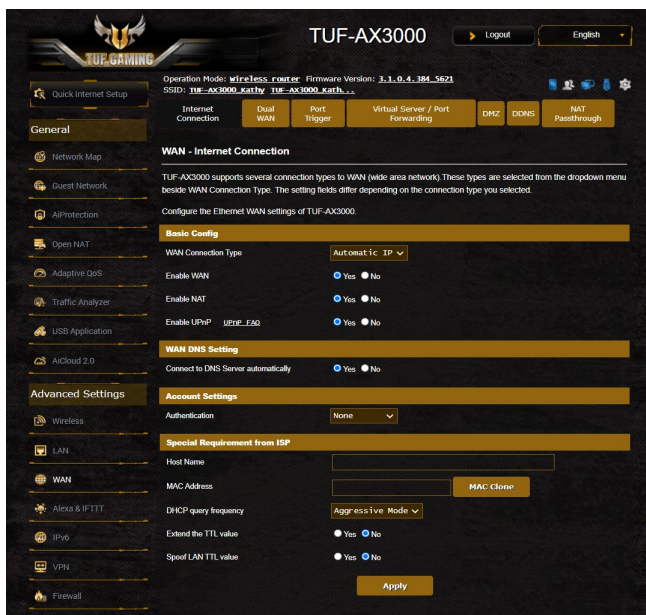 TUF GAMING
TUF-AX3000
Logout
English
Quick Internet Setup
General
Network Map
Guest Network
AiProtection
Open NAT
Adaptive QoS
Traffic Analyzer
USB Application
AiCloud 2.0
Advanced Settings
Wireless
LAN
WAN
Alexa & IFTTT
IPv6
VPN
Firewall
Operation Mode: Wireless router Firmware Version: 3.1.0.4.384_5621
SSID: TUF-AX3000_Kathy TUF-AX3000_Kath...
Internet Connection
Dual WAN
Port Trigger
Virtual Server / Port Forwarding
DMZ
DDNS
NAT Passthrough
WAN - Internet Connection
TUF-AX3000 supports several connection types to WAN (wide area network).These types are selected from the dropdown menu
beside WAN Connection Type. The setting fields differ depending on the connection type you selected.
Configure the Ethernet WAN settings of TUF-AX3000.
Basic Config
WAN Connection Type Automatic IP
Enable WAN Yes No
Enable NAT Yes No
Enable UPnP UPnP FAQ Yes No
WAN DNS Setting
Connect to DNS Server automatically Yes No
Account Settings
Authentication None
Special Requirement from ISP
Host Name
MAC Address MAC Clone
DHCP query frequency Aggressive Mode
Extend the TTL value Yes No
Spoof LAN TTL value Yes No
Apply